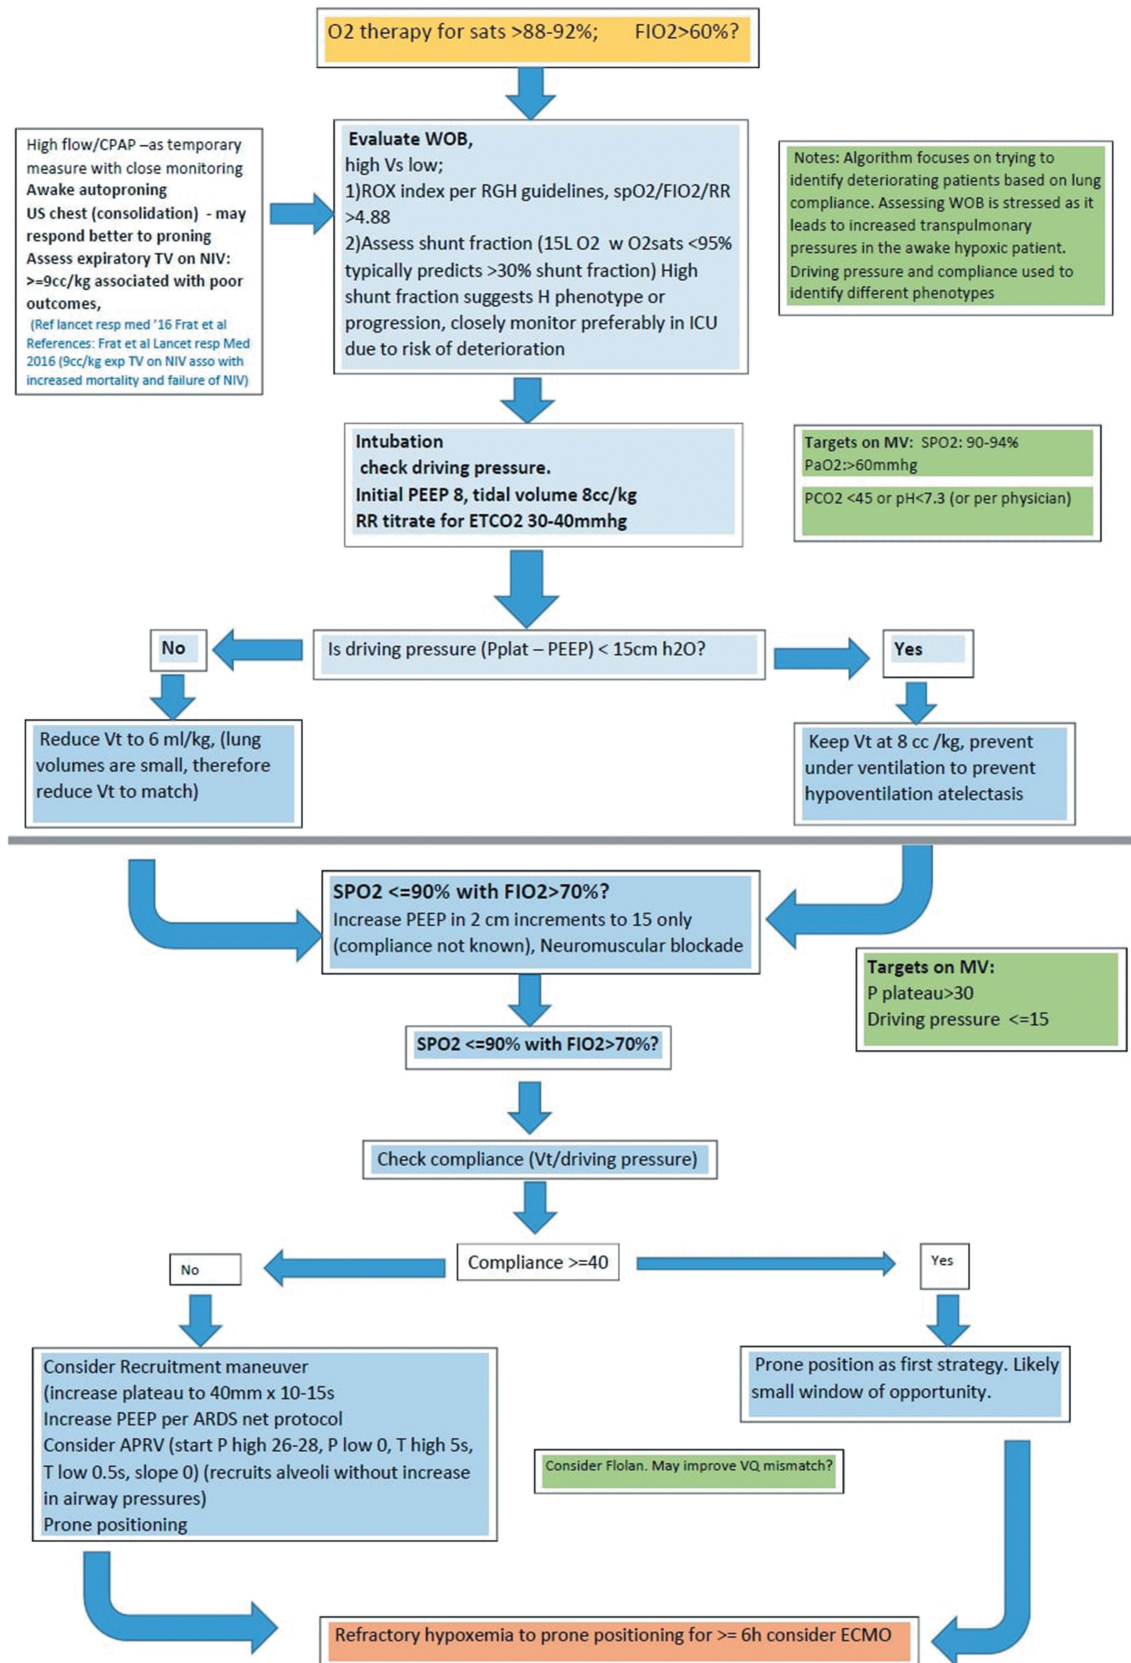 O2 therapy for sats >88-92%; FIO2>60%?
High flow/CPAP –as temporary
measure with close monitoring
Awake autoproning
US chest (consolidation) - may
respond better to proning
Assess expiratory TV on NIV:
>=9cc/kg associated with poor
outcomes,
(Ref lancet resp med ’16 Frat et al
References: Frat et al Lancet resp Med
2016 (9cc/kg exp TV on NIV asso with
increased mortality and failure of NIV)
Evaluate WOB,
high Vs low;
1)ROX index per RGH guidelines, spO2/FIO2/RR
>4.88
2)Assess shunt fraction (15L O2 w O2sats <95%
typically predicts >30% shunt fraction) High
shunt fraction suggests H phenotype or
progression, closely monitor preferably in ICU
due to risk of deterioration
Notes: Algorithm focuses on trying to
identify deteriorating patients based on lung
compliance. Assessing WOB is stressed as it
leads to increased transpulmonary
pressures in the awake hypoxic patient.
Driving pressure and compliance used to
identify different phenotypes
Intubation
check driving pressure.
Initial PEEP 8, tidal volume 8cc/kg
RR titrate for ETCO2 30-40mmhg
Targets on MV: SPO2: 90-94%
PaO2:>60mmhg
PCO2 <45 or pH<7.3 (or per physician)
No
Is driving pressure (Pplat – PEEP) < 15cm h2O?
Yes
Reduce Vt to 6 ml/kg, (lung
volumes are small, therefore
reduce Vt to match)
Keep Vt at 8 cc /kg, prevent
under ventilation to prevent
hypoventilation atelectasis
SPO2 <=90% with FIO2>70%?
Increase PEEP in 2 cm increments to 15 only
(compliance not known), Neuromuscular blockade
Targets on MV:
P plateau>30
Driving pressure <=15
SPO2 <=90% with FIO2>70%?
Check compliance (Vt/driving pressure)
No
Compliance >=40
Yes
Consider Recruitment maneuver
(increase plateau to 40mm x 10-15s
Increase PEEP per ARDS net protocol
Consider APRV (start P high 26-28, P low 0, T high 5s,
T low 0.5s, slope 0) (recruits alveoli without increase
in airway pressures)
Prone positioning
Prone position as first strategy. Likely
small window of opportunity.
Consider Flolan. May improve VQ mismatch?
Refractory hypoxemia to prone positioning for >= 6h consider ECMO